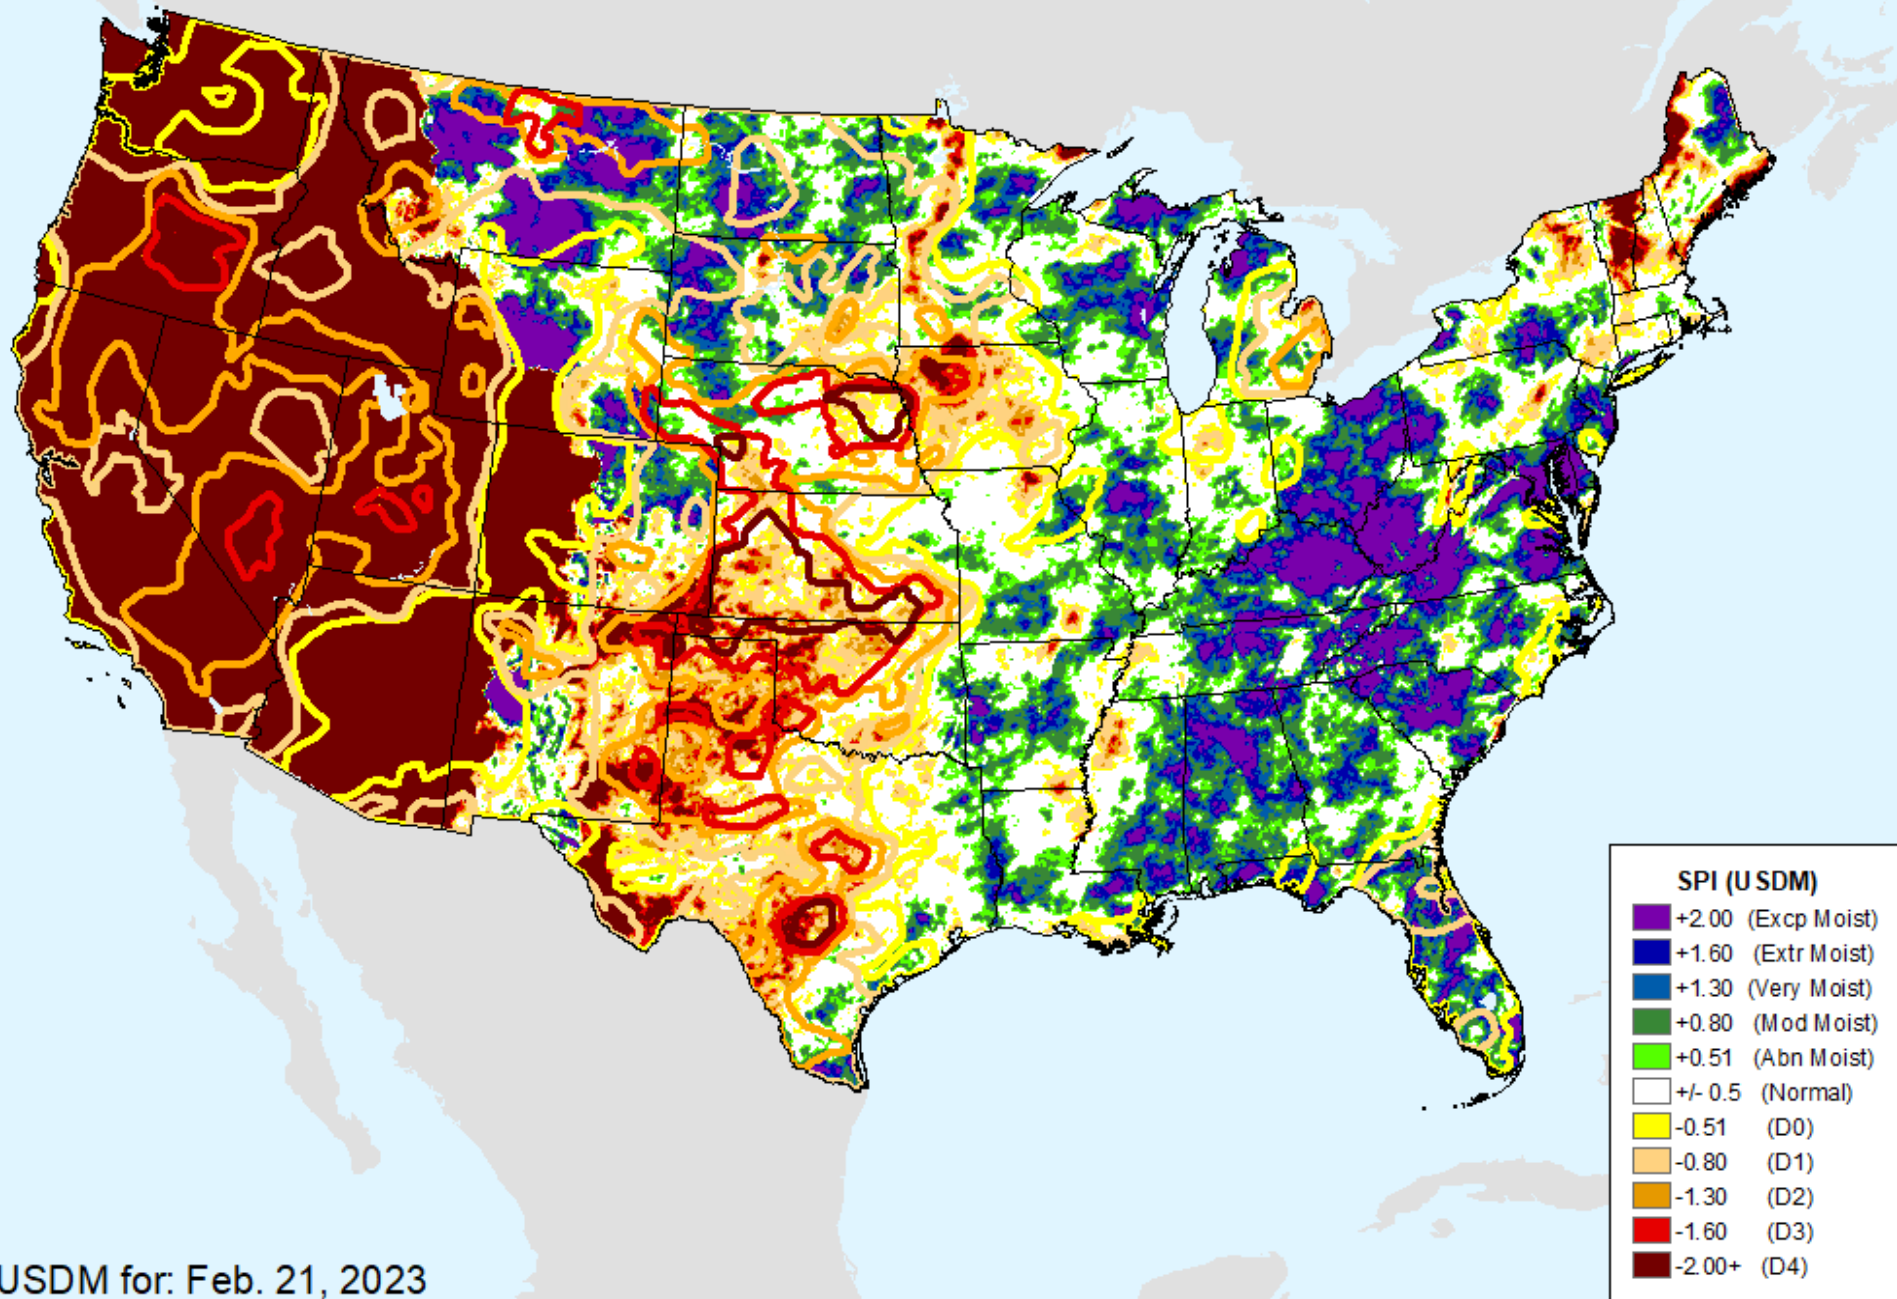 SPI (USDM)
+2.00 (Excp Moist)
+1.60 (Extr Moist)
+1.30 (Very Moist)
+0.80 (Mod Moist)
+0.51 (Abn Moist)
+/- 0.5 (Normal)
-0.51 (D0)
-0.80 (D1)
-1.30 (D2)
-1.60 (D3)
-2.00+ (D4)
USDM for: Feb. 21, 2023